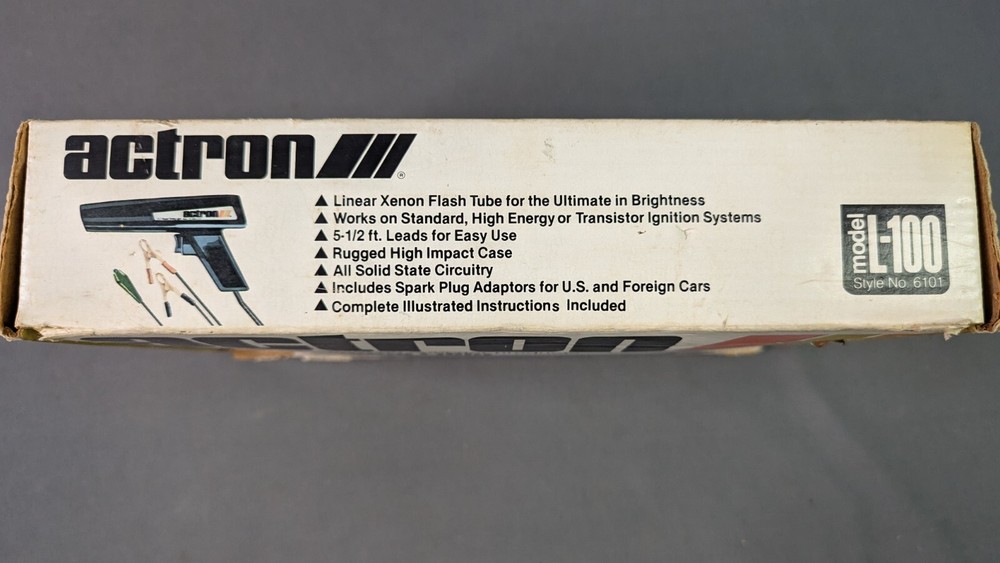 actron ®
actron
▲ Linear Xenon Flash Tube for the Ultimate in Brightness
▲ Works on Standard, High Energy or Transistor Ignition Systems
▲ 5-1/2 ft. Leads for Easy Use
▲ Rugged High Impact Case
▲ All Solid State Circuitry
▲ Includes Spark Plug Adaptors for U.S. and Foreign Cars
▲ Complete Illustrated Instructions Included
model
L-100
Style No. 6101
actron